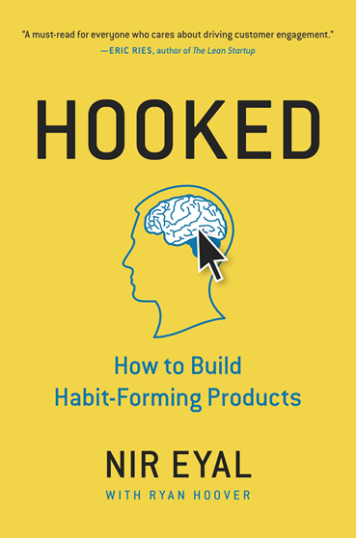 “A must-read for everyone who cares about driving customer engagement.”
—ERIC RIES, author of The Lean Startup
HOOKED
How to Build
Habit-Forming Products
NIR EYAL
WITH RYAN HOOVER